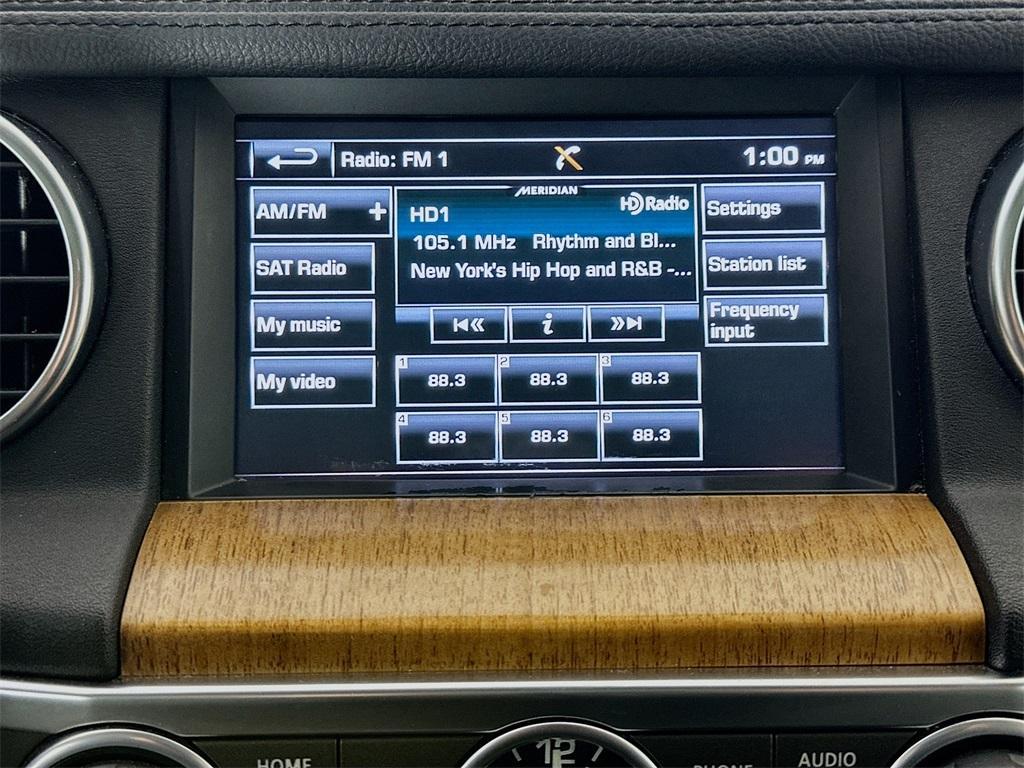 Radio: FM 1
1:00 PM
AM/FM +
SAT Radio
My music
My video
MERIDIAN
HD Radio
HD1
105.1 MHz Rhythm and Bl...
New York's Hip Hop and R&B -...
i
Settings
Station list
Frequency
input
1 88.3
2 88.3
3 88.3
4 88.3
5 88.3
6 88.3
HOME
12
PHONE
AUDIO